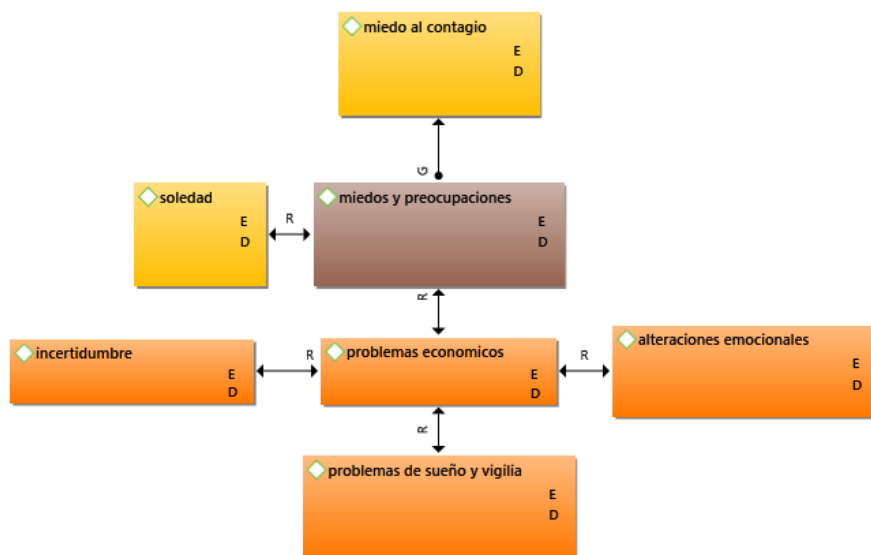 miedo al contagio
E
D
G
soledad
E
D
R
miedos y preocupaciones
E
D
R
incertidumbre
E
D
R
problemas economicos
E
D
R
alteraciones emocionales
E
D
R
problemas de sueño y vigilia
E
D